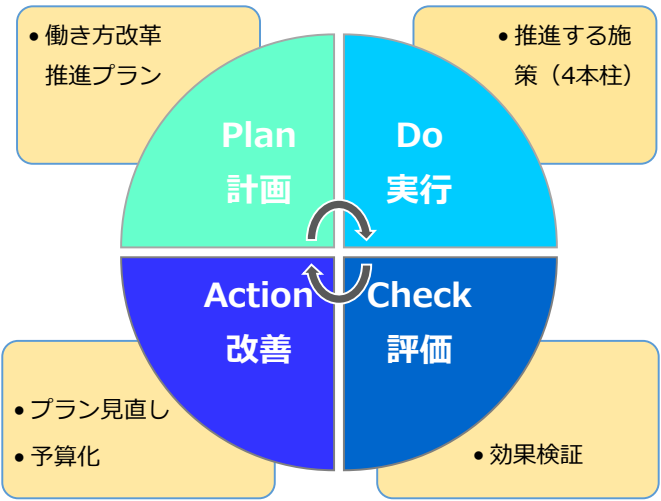 • 働き方改革
推進プラン
• 推進する施
策（4本柱）
Plan
計画
Do
実行
Action
改善
Check
評価
• プラン見直し
• 予算化
• 効果検証